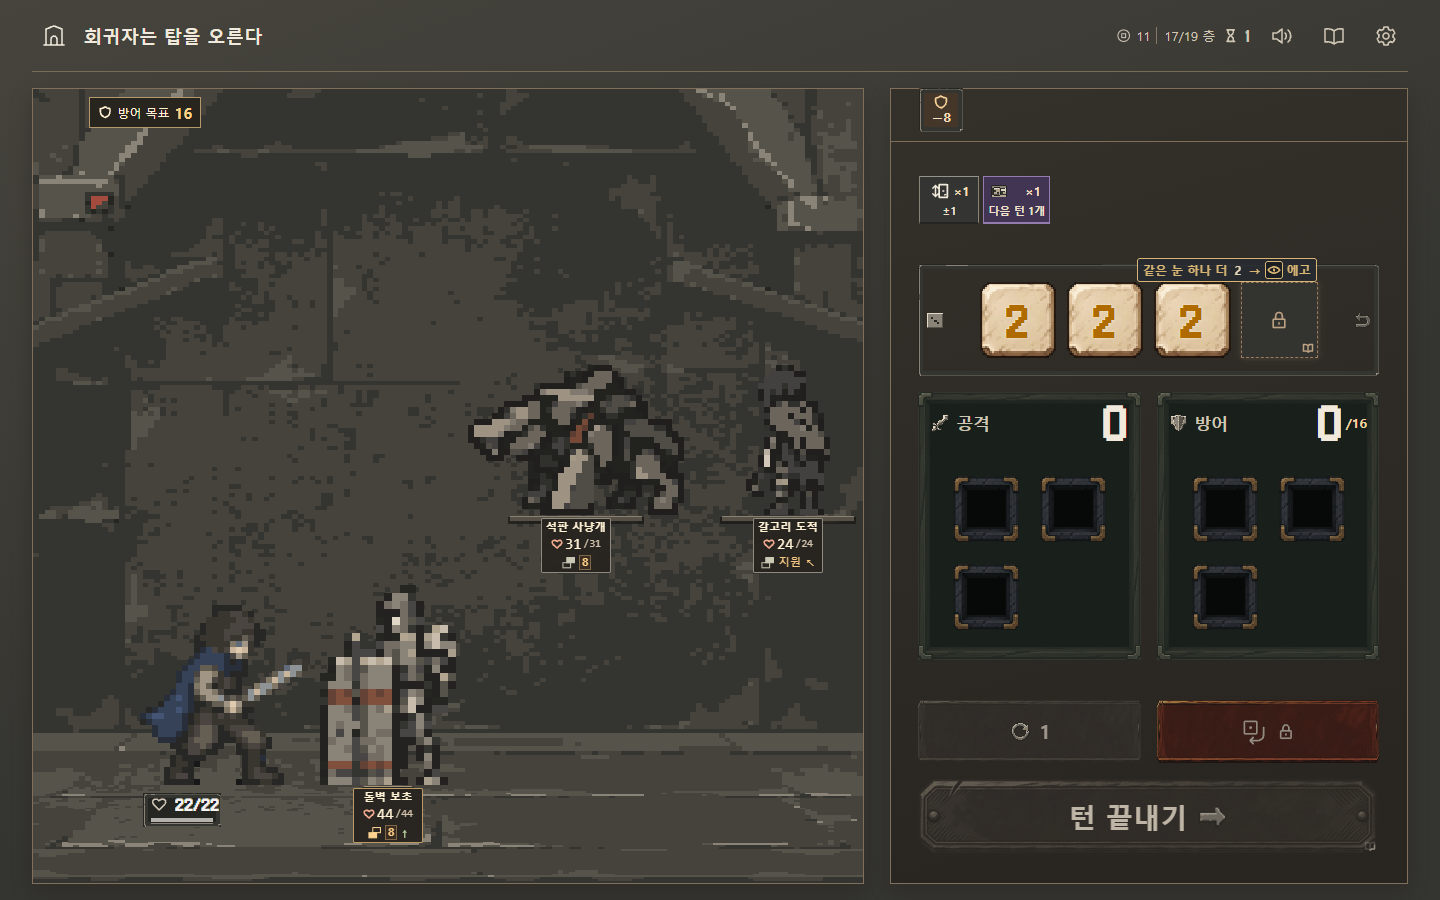 회귀자는 탑을 오른다
11 17/19 층 1
방어 목표 16
-8
×1
±1
×1
다음 턴 1개
같은 눈 하나 더 2 → 에고
2 2 2
공격 0
방어 0 /16
석판 사냥개
31/31
8
갈고리 도적
24/24
지원 ↖
22/22
돌벽 보초
44/44
8 ↑
1
턴 끝내기